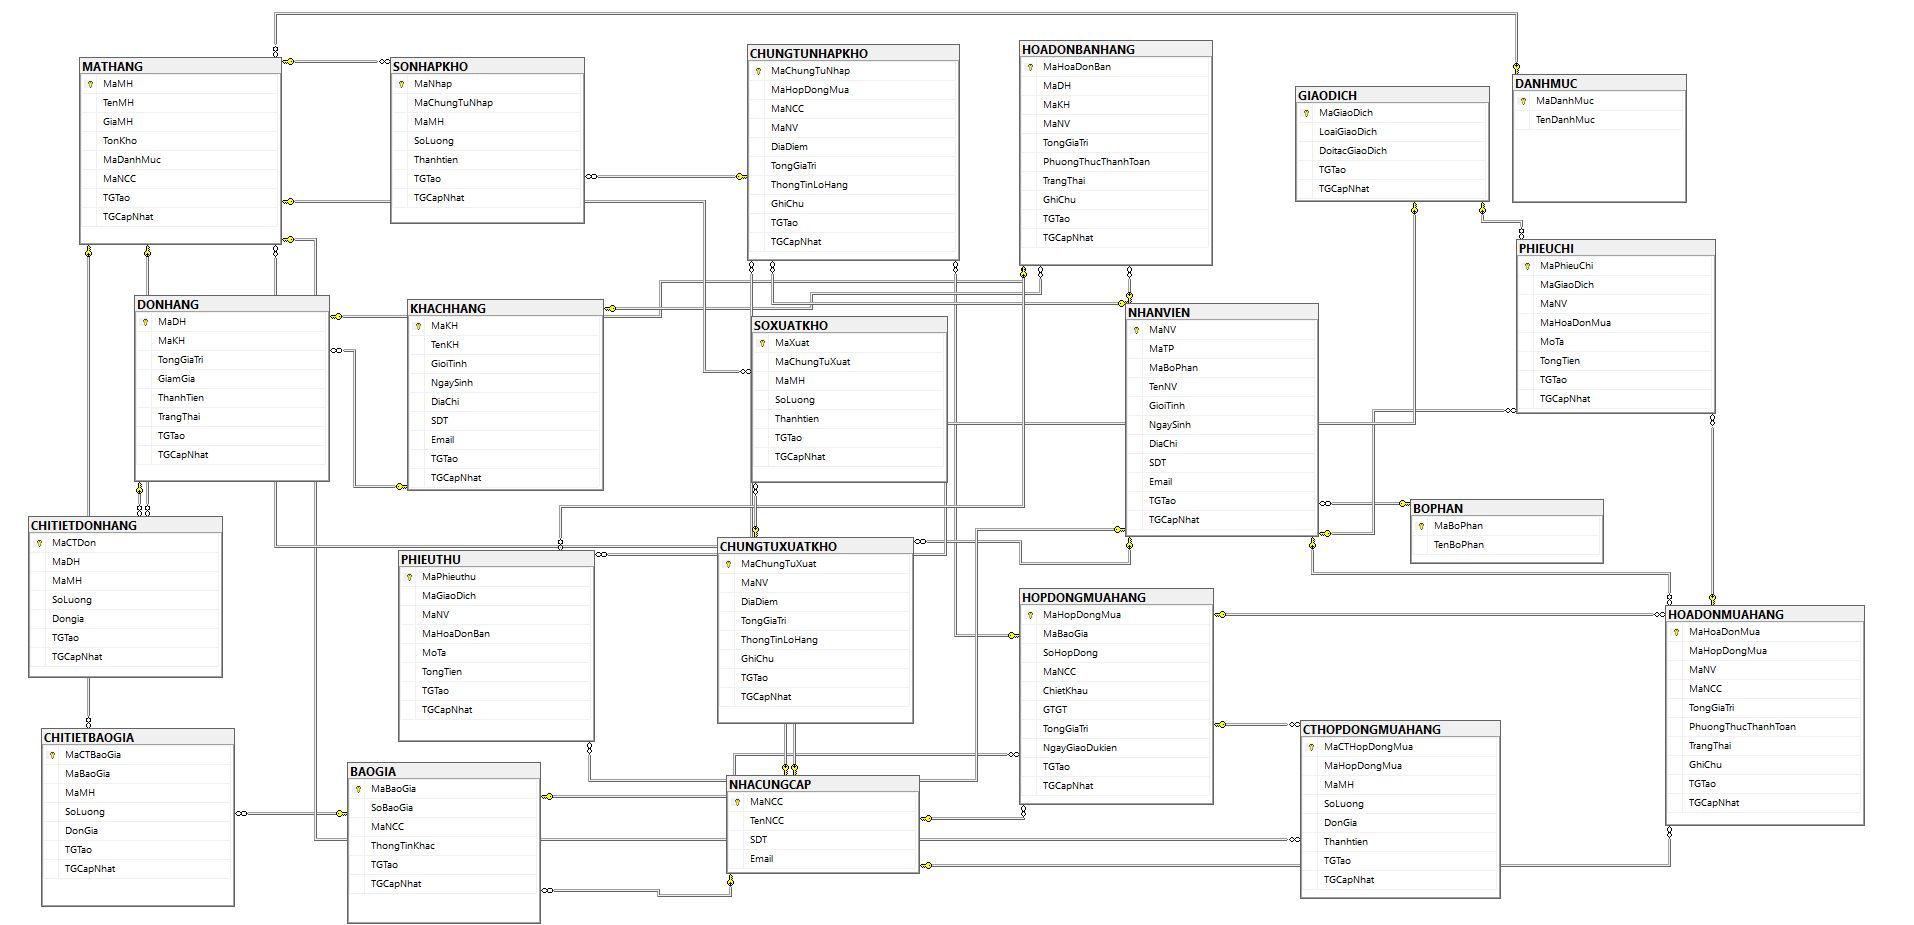 MATHANG
MaMH
TenMH
GiaMH
TonKho
MaDanhMuc
MaNCC
TGTao
TGCapNhat
SONHAPKHO
MaNhap
MaChungTuNhap
MaMH
SoLuong
Thanhtien
TGTao
TGCapNhat
CHUNGTUNHAPKHO
MaChungTuNhap
MaHopDongMua
MaNCC
MaNV
DiaDiem
TongGiaTri
ThongTinLoHang
GhiChu
TGTao
TGCapNhat
HOADONBANHANG
MaHoaDonBan
MaDH
MaKH
MaNV
TongGiaTri
PhuongThucThanhToan
TrangThai
GhiChu
TGTao
TGCapNhat
GIAODICH
MaGiaoDich
LoaiGiaoDich
DoitacGiaoDich
TGTao
TGCapNhat
DANHMUC
MaDanhMuc
TenDanhMuc
PHIEUCHI
MaPhieuChi
MaGiaoDich
MaNV
MaHoaDonMua
MoTa
TongTien
TGTao
TGCapNhat
DONHANG
MaDH
MaKH
TongGiaTri
GiamGia
ThanhTien
TrangThai
TGTao
TGCapNhat
KHACHHANG
MaKH
TenKH
GioiTinh
NgaySinh
DiaChi
SDT
Email
TGTao
TGCapNhat
SOXUATKHO
MaXuat
MaChungTuXuat
MaMH
SoLuong
Thanhtien
TGTao
TGCapNhat
NHANVIEN
MaNV
MaTP
MaBoPhan
TenNV
GioiTinh
NgaySinh
DiaChi
SDT
Email
TGTao
TGCapNhat
BOPHAN
MaBoPhan
TenBoPhan
CHITIETDONHANG
MaCTDon
MaDH
MaMH
SoLuong
Dongia
TGTao
TGCapNhat
PHIEUTHU
MaPhieuthu
MaGiaoDich
MaNV
MaHoaDonBan
MoTa
TongTien
TGTao
TGCapNhat
CHUNGTUXUATKHO
MaChungTuXuat
MaNV
DiaDiem
TongGiaTri
ThongTinLoHang
GhiChu
TGTao
TGCapNhat
HOPDONGMUAHANG
MaHopDongMua
MaBaoGia
SoHopDong
MaNCC
ChietKhau
GTGT
TongGiaTri
NgayGiaoDukien
TGTao
TGCapNhat
HOADONMUAHANG
MaHoaDonMua
MaHopDongMua
MaNV
MaNCC
TongGiaTri
PhuongThucThanhToan
TrangThai
GhiChu
TGTao
TGCapNhat
CHITIETBAOGIA
MaCTBaoGia
MaBaoGia
MaMH
SoLuong
DonGia
TGTao
TGCapNhat
BAOGIA
MaBaoGia
SoBaoGia
MaNCC
ThongTinKhac
TGTao
TGCapNhat
NHACUNGCAP
MaNCC
TenNCC
SDT
Email
CTHOPDONGMUAHANG
MaCTHopDongMua
MaHopDongMua
MaMH
SoLuong
DonGia
Thanhtien
TGTao
TGCapNhat